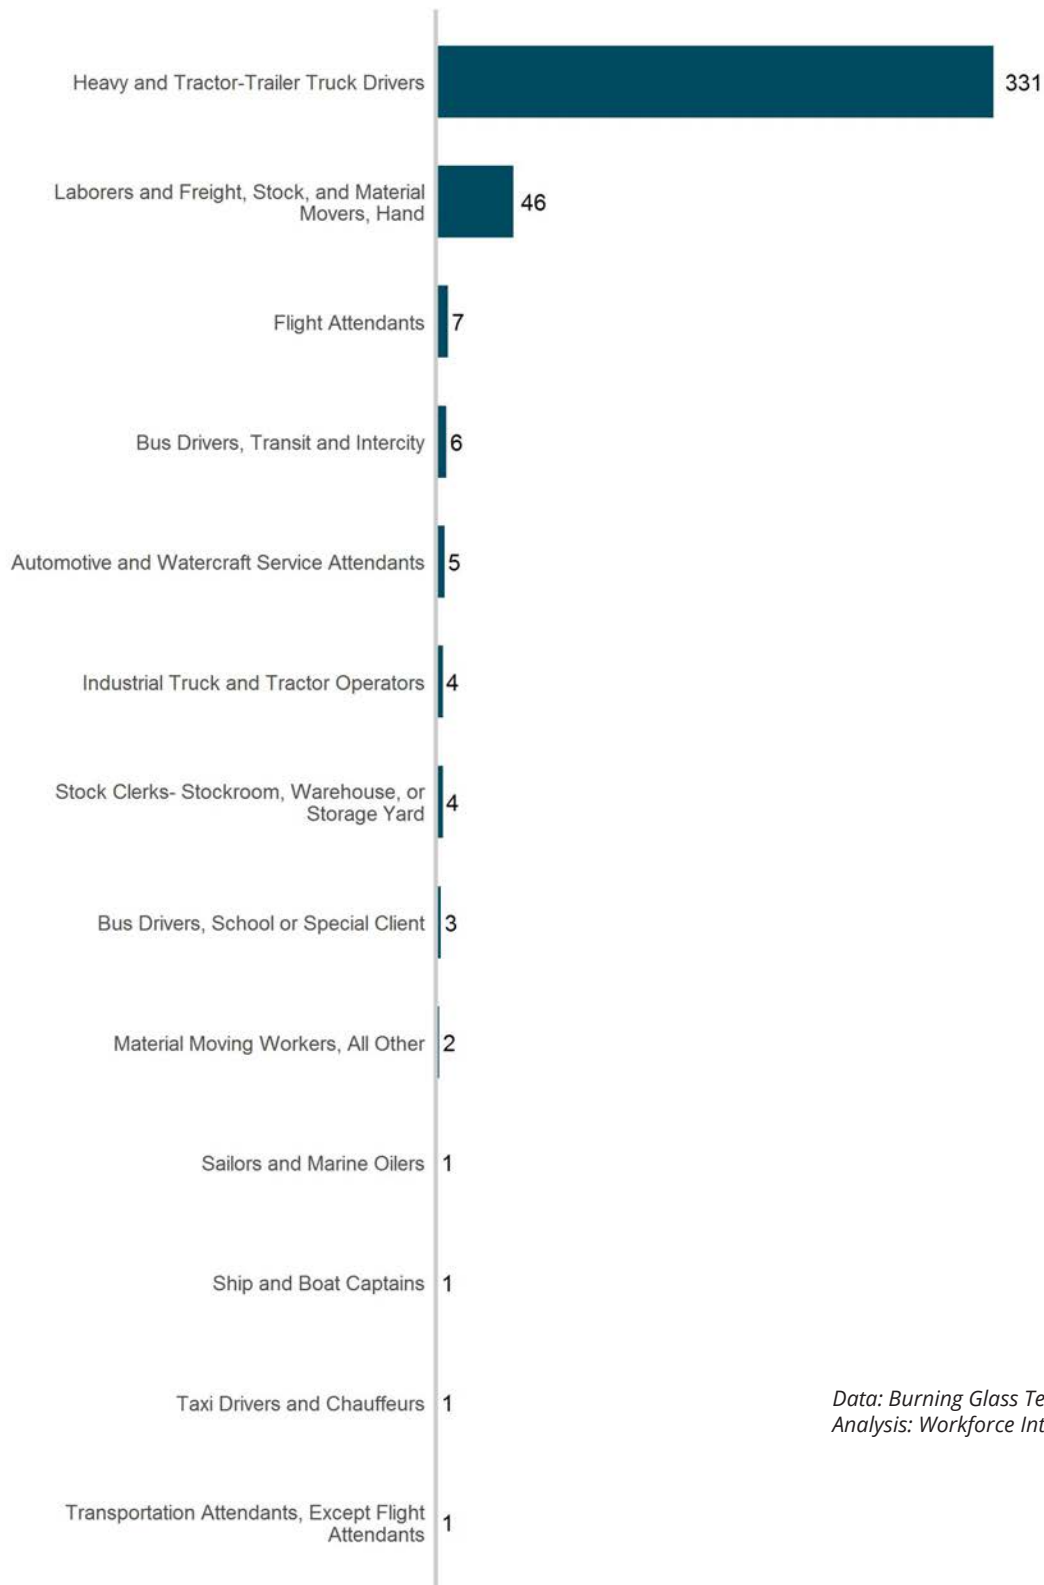 Heavy and Tractor-Trailer Truck Drivers 331
Laborers and Freight, Stock, and Material
Movers, Hand 46
Flight Attendants 7
Bus Drivers, Transit and Intercity 6
Automotive and Watercraft Service Attendants 5
Industrial Truck and Tractor Operators 4
Stock Clerks- Stockroom, Warehouse, or
Storage Yard 4
Bus Drivers, School or Special Client 3
Material Moving Workers, All Other 2
Sailors and Marine Oilers 1
Ship and Boat Captains 1
Taxi Drivers and Chauffeurs 1
Data: Burning Glass Te
Analysis: Workforce Int
Transportation Attendants, Except Flight
Attendants 1